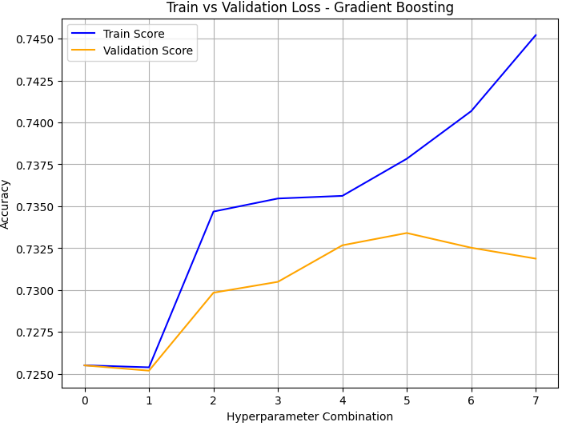 Train vs Validation Loss - Gradient Boosting
Train Score
Validation Score
Accuracy
0.7450
0.7425
0.7400
0.7375
0.7350
0.7325
0.7300
0.7275
0.7250
0 1 2 3 4 5 6 7
Hyperparameter Combination